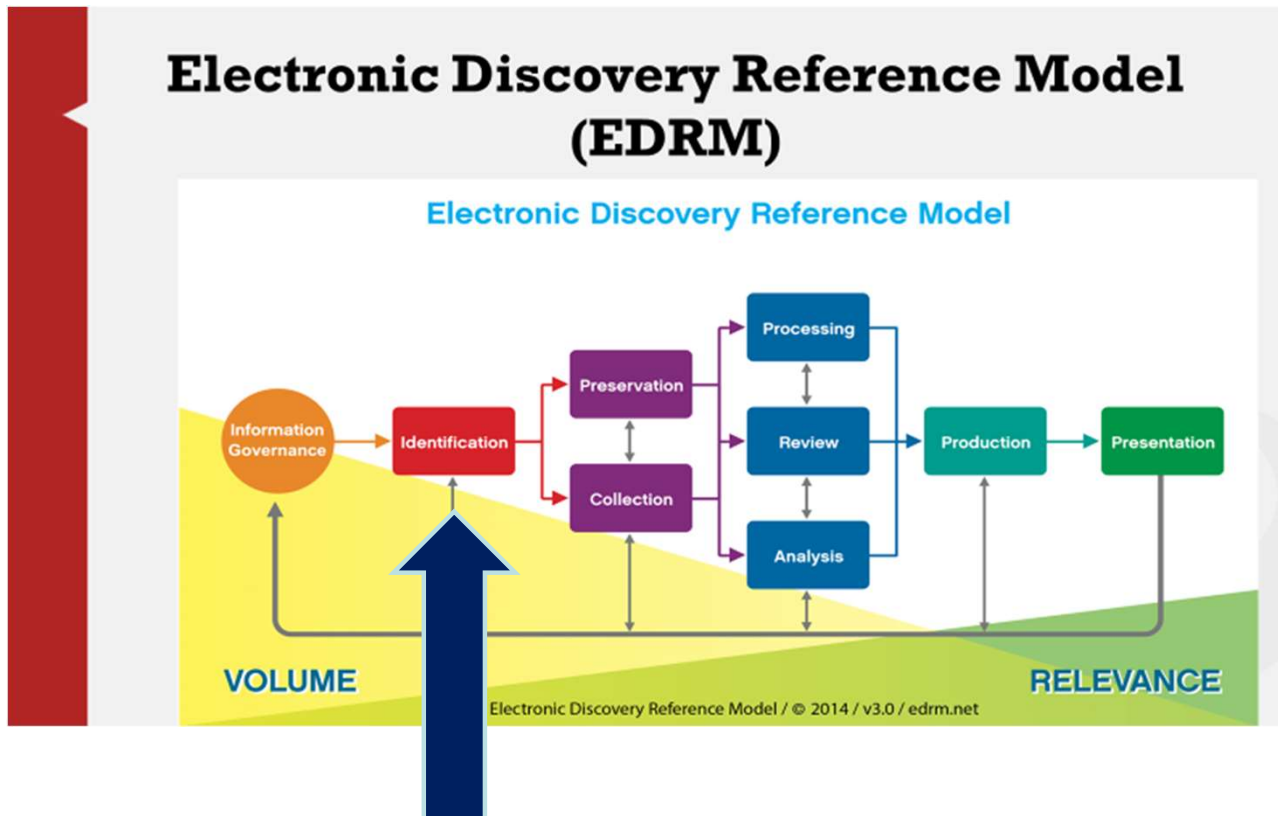 Electronic Discovery Reference Model
(EDRM)
Electronic Discovery Reference Model
Information
Governance
Identification
Preservation
Collection
Processing
Review
Analysis
Production
Presentation
VOLUME
RELEVANCE
Electronic Discovery Reference Model / © 2014 / v3.0 / edrm.net